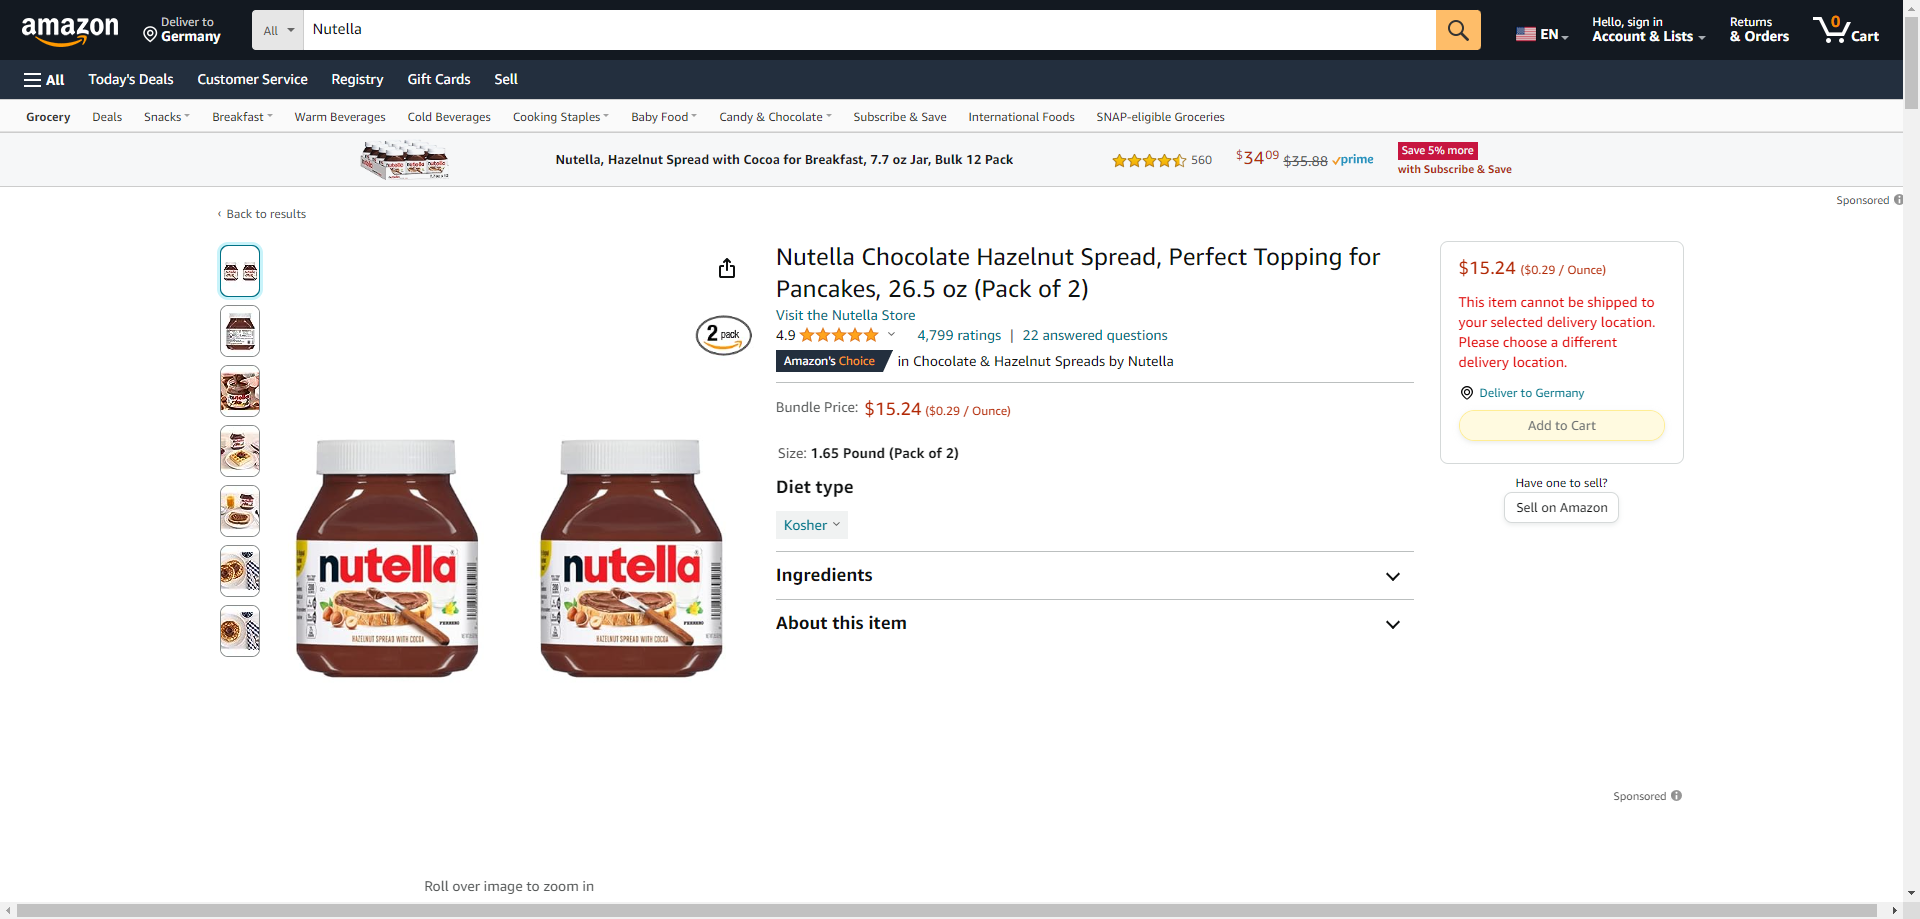 amazon
Deliver to
Germany
All
Nutella
EN
Hello, sign in
Account & Lists
Returns
& Orders
0
Cart
All
Today's Deals
Customer Service
Registry
Gift Cards
Sell
Grocery
Deals
Snacks
Breakfast
Warm Beverages
Cold Beverages
Cooking Staples
Baby Food
Candy & Chocolate
Subscribe & Save
International Foods
SNAP-eligible Groceries
Nutella, Hazelnut Spread with Cocoa for Breakfast, 7.7 oz Jar, Bulk 12 Pack
560
$34.09 $35.88 prime
Save 5% more
with Subscribe & Save
Sponsored
‹ Back to results
2 pack
nutella
FERRERO
HAZELNUT SPREAD WITH COCOA
nutella
FERRERO
HAZELNUT SPREAD WITH COCOA
Roll over image to zoom in
Nutella Chocolate Hazelnut Spread, Perfect Topping for
Pancakes, 26.5 oz (Pack of 2)
Visit the Nutella Store
4.9
4,799 ratings | 22 answered questions
Amazon's Choice in Chocolate & Hazelnut Spreads by Nutella
Bundle Price: $15.24 ($0.29 / Ounce)
Size: 1.65 Pound (Pack of 2)
Diet type
Kosher
Ingredients
About this item
$15.24 ($0.29 / Ounce)
This item cannot be shipped to
your selected delivery location.
Please choose a different
delivery location.
Deliver to Germany
Add to Cart
Have one to sell?
Sell on Amazon
Sponsored